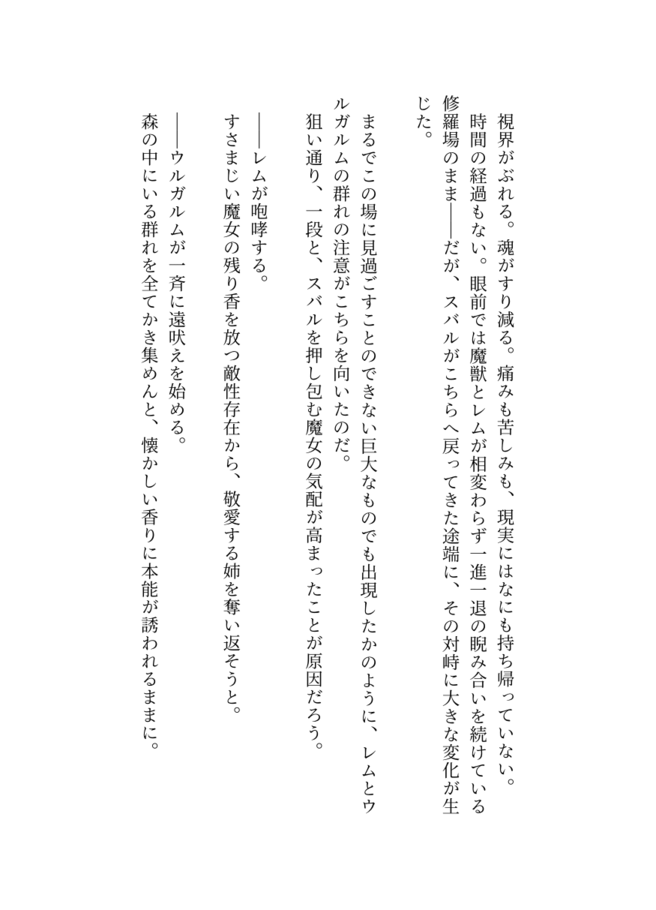 視界がぶれる。魂がすり減る。痛みも苦しみも、現実にはなにも持ち帰っていない。
時間の経過もない。眼前では魔獣とレムが相変わらず一進一退の睨み合いを続けている
修羅場のまま――だが、スバルがこちらへ戻ってきた途端に、その対峙に大きな変化が生
じた。
まるでこの場に見過ごすことのできない巨大なものでも出現したかのように、レムとウ
ルガルムの群れの注意がこちらを向いたのだ。
狙い通り、一段と、スバルを押し包む魔女の気配が高まったことが原因だろう。
――レムが咆哮する。
すさまじい魔女の残り香を放つ敵性存在から、敬愛する姉を奪い返そうと。
――ウルガルムが一斉に遠吠えを始める。
森の中にいる群れを全てかき集めんと、懐かしい香りに本能が誘われるままに。